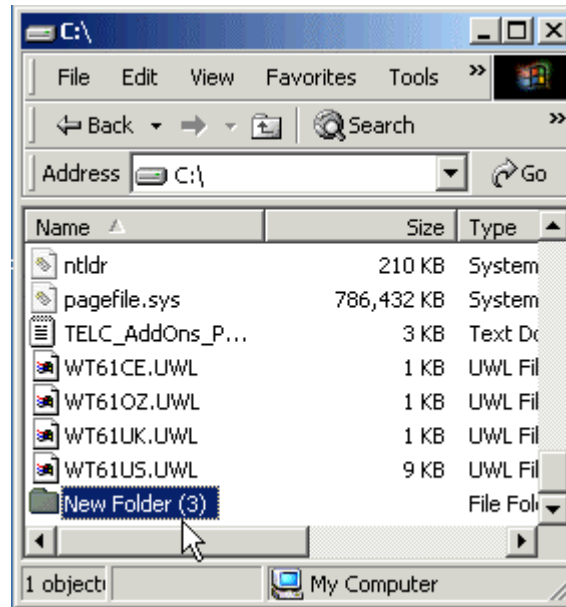 C:\
File Edit View Favorites Tools »
Back Search »
Address C:\ Go
Name Size Type
ntldr 210 KB System
pagefile.sys 786,432 KB System
TELC_AddOns_P... 3 KB Text Do
WT61CE.UWL 1 KB UWL Fil
WT61OZ.UWL 1 KB UWL Fil
WT61UK.UWL 1 KB UWL Fil
WT61US.UWL 9 KB UWL Fil
New Folder (3) File Fol
1 object My Computer